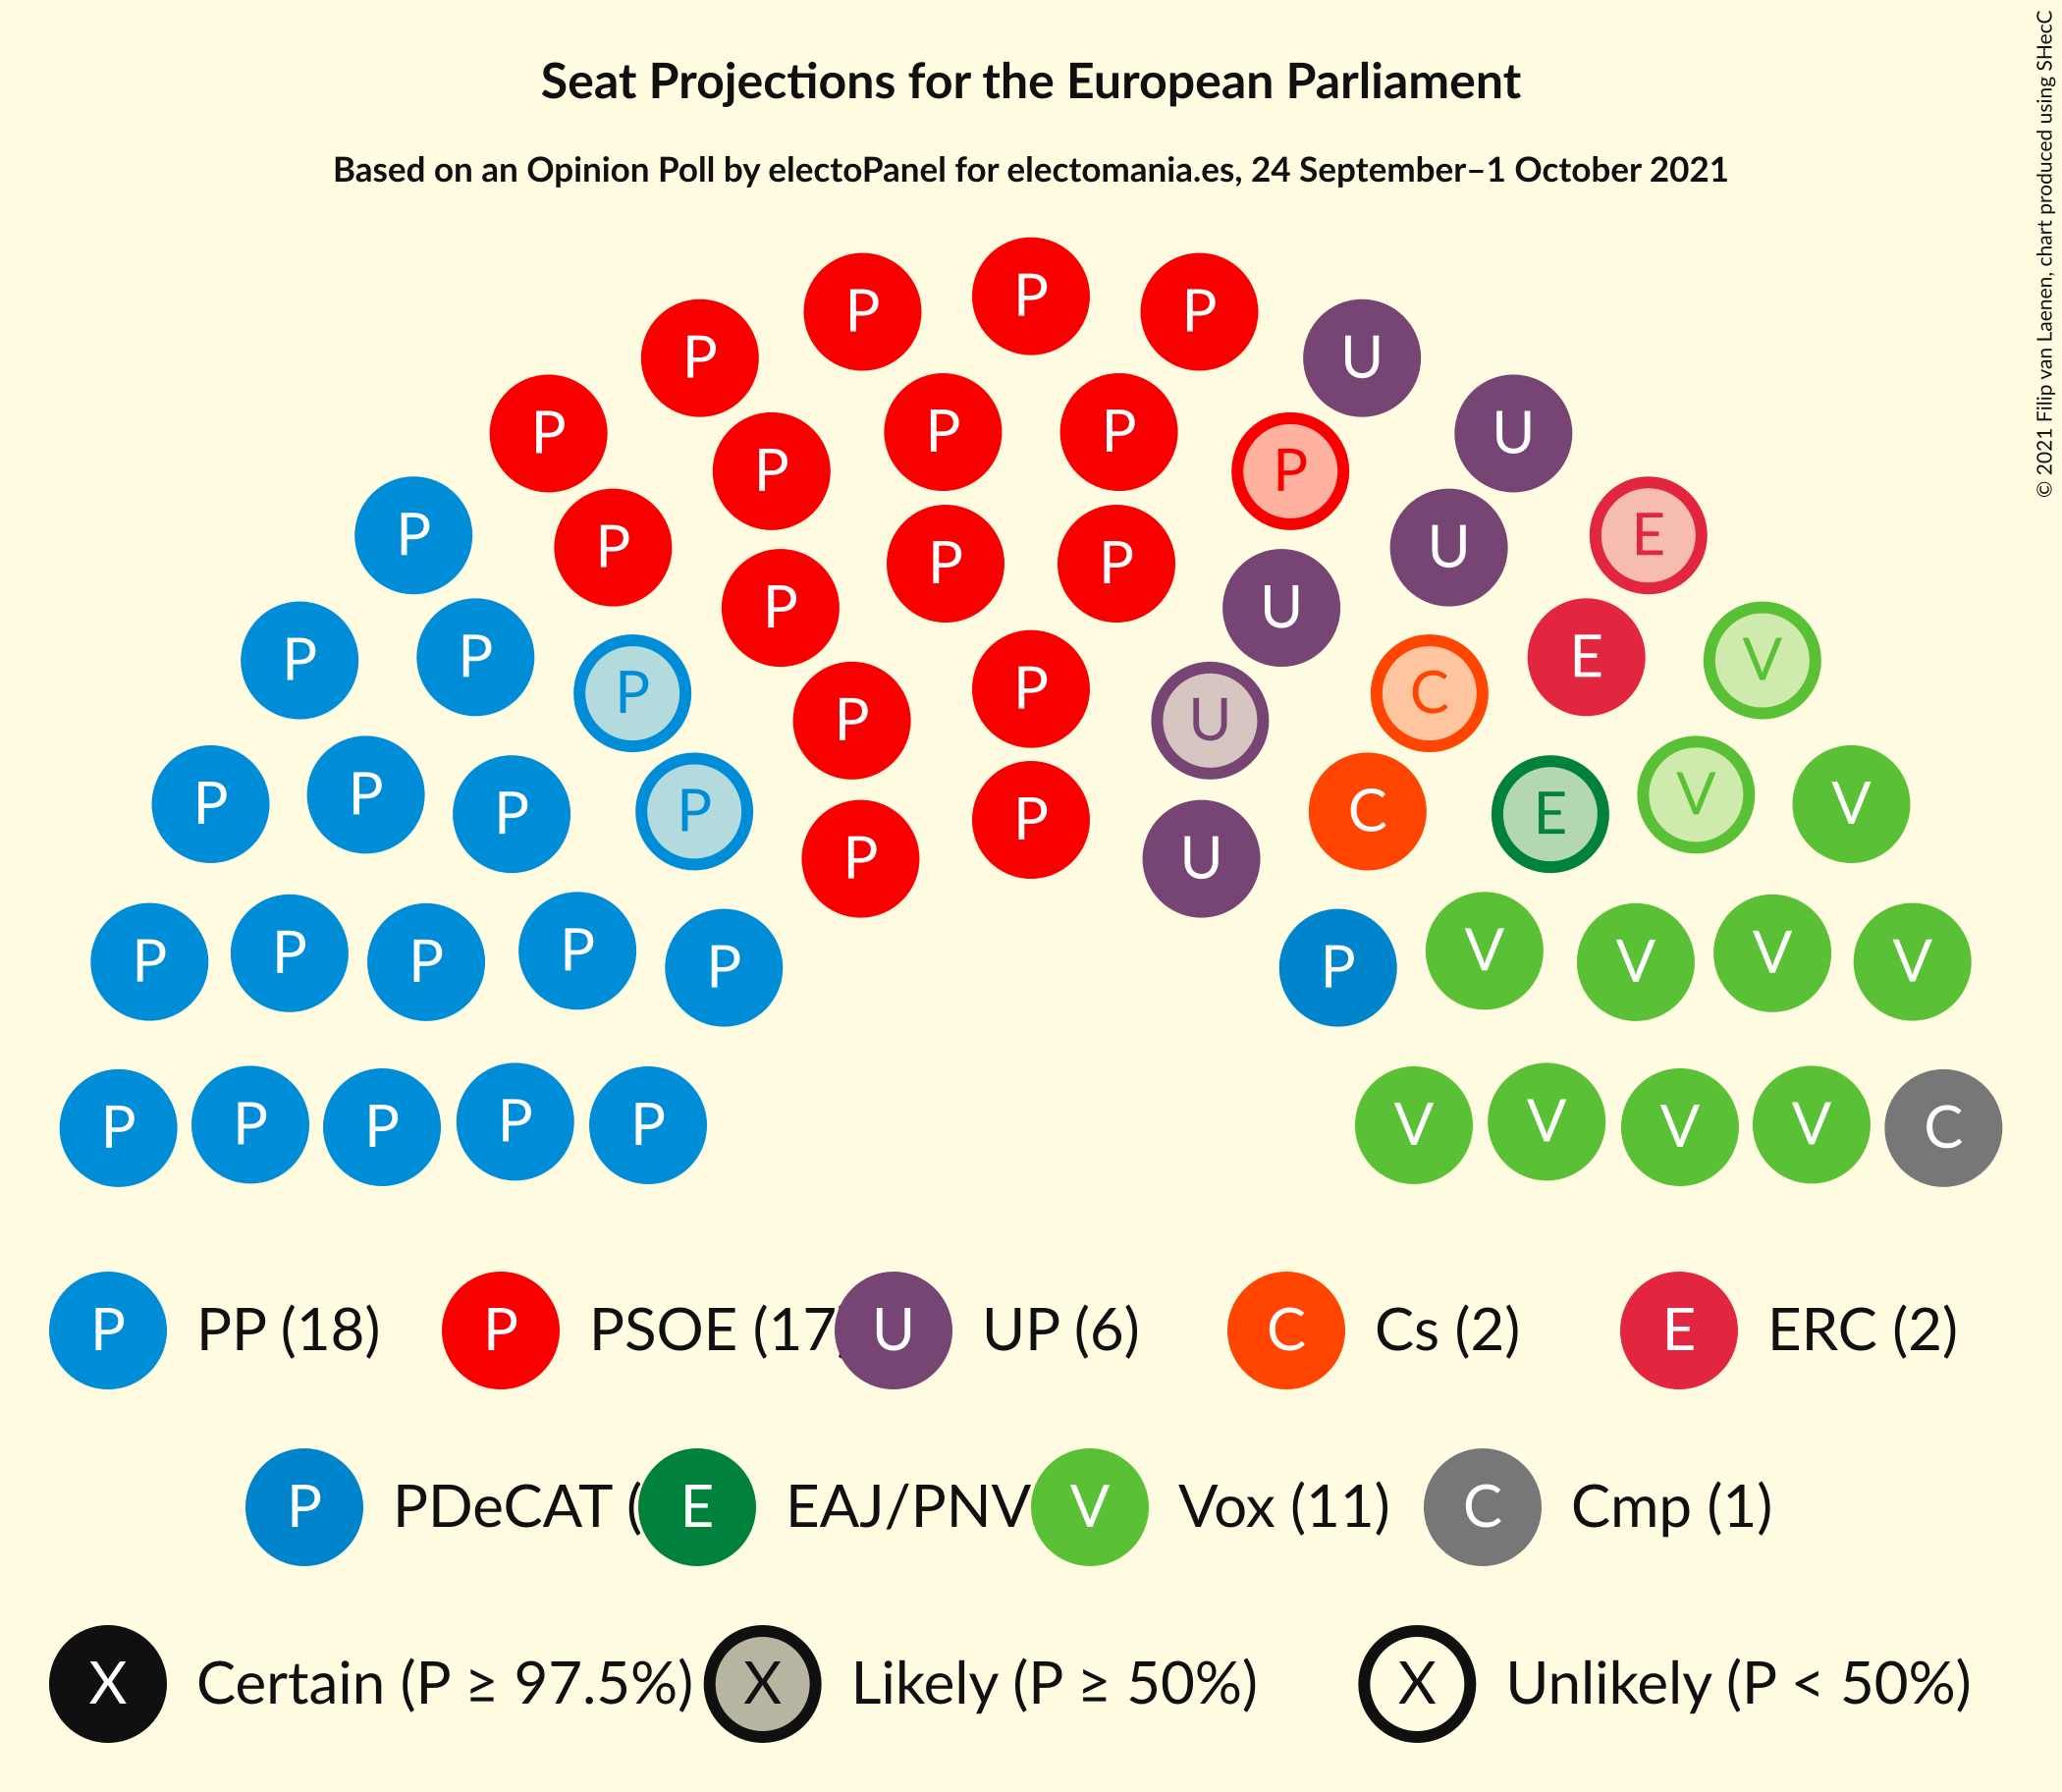 Seat Projections for the European Parliament
Based on an Opinion Poll by electoPanel for electomania.es, 24 September–1 October 2021
© 2021 Filip van Laenen, chart produced using SHecC
P
P P
P U
P P P U
P P
P E
P U
P P
P U
P E
P V
P P C
P U
P V
P V
P P P C E
P U
P P P P P P V V V V
P P P P P V V V V C
P PP (18) P PSOE (17 U UP (6) C Cs (2) E ERC (2)
P PDeCAT ( E EAJ/PNV V Vox (11) C Cmp (1)
X Certain (P ≥ 97.5%) X Likely (P ≥ 50%) X Unlikely (P < 50%)